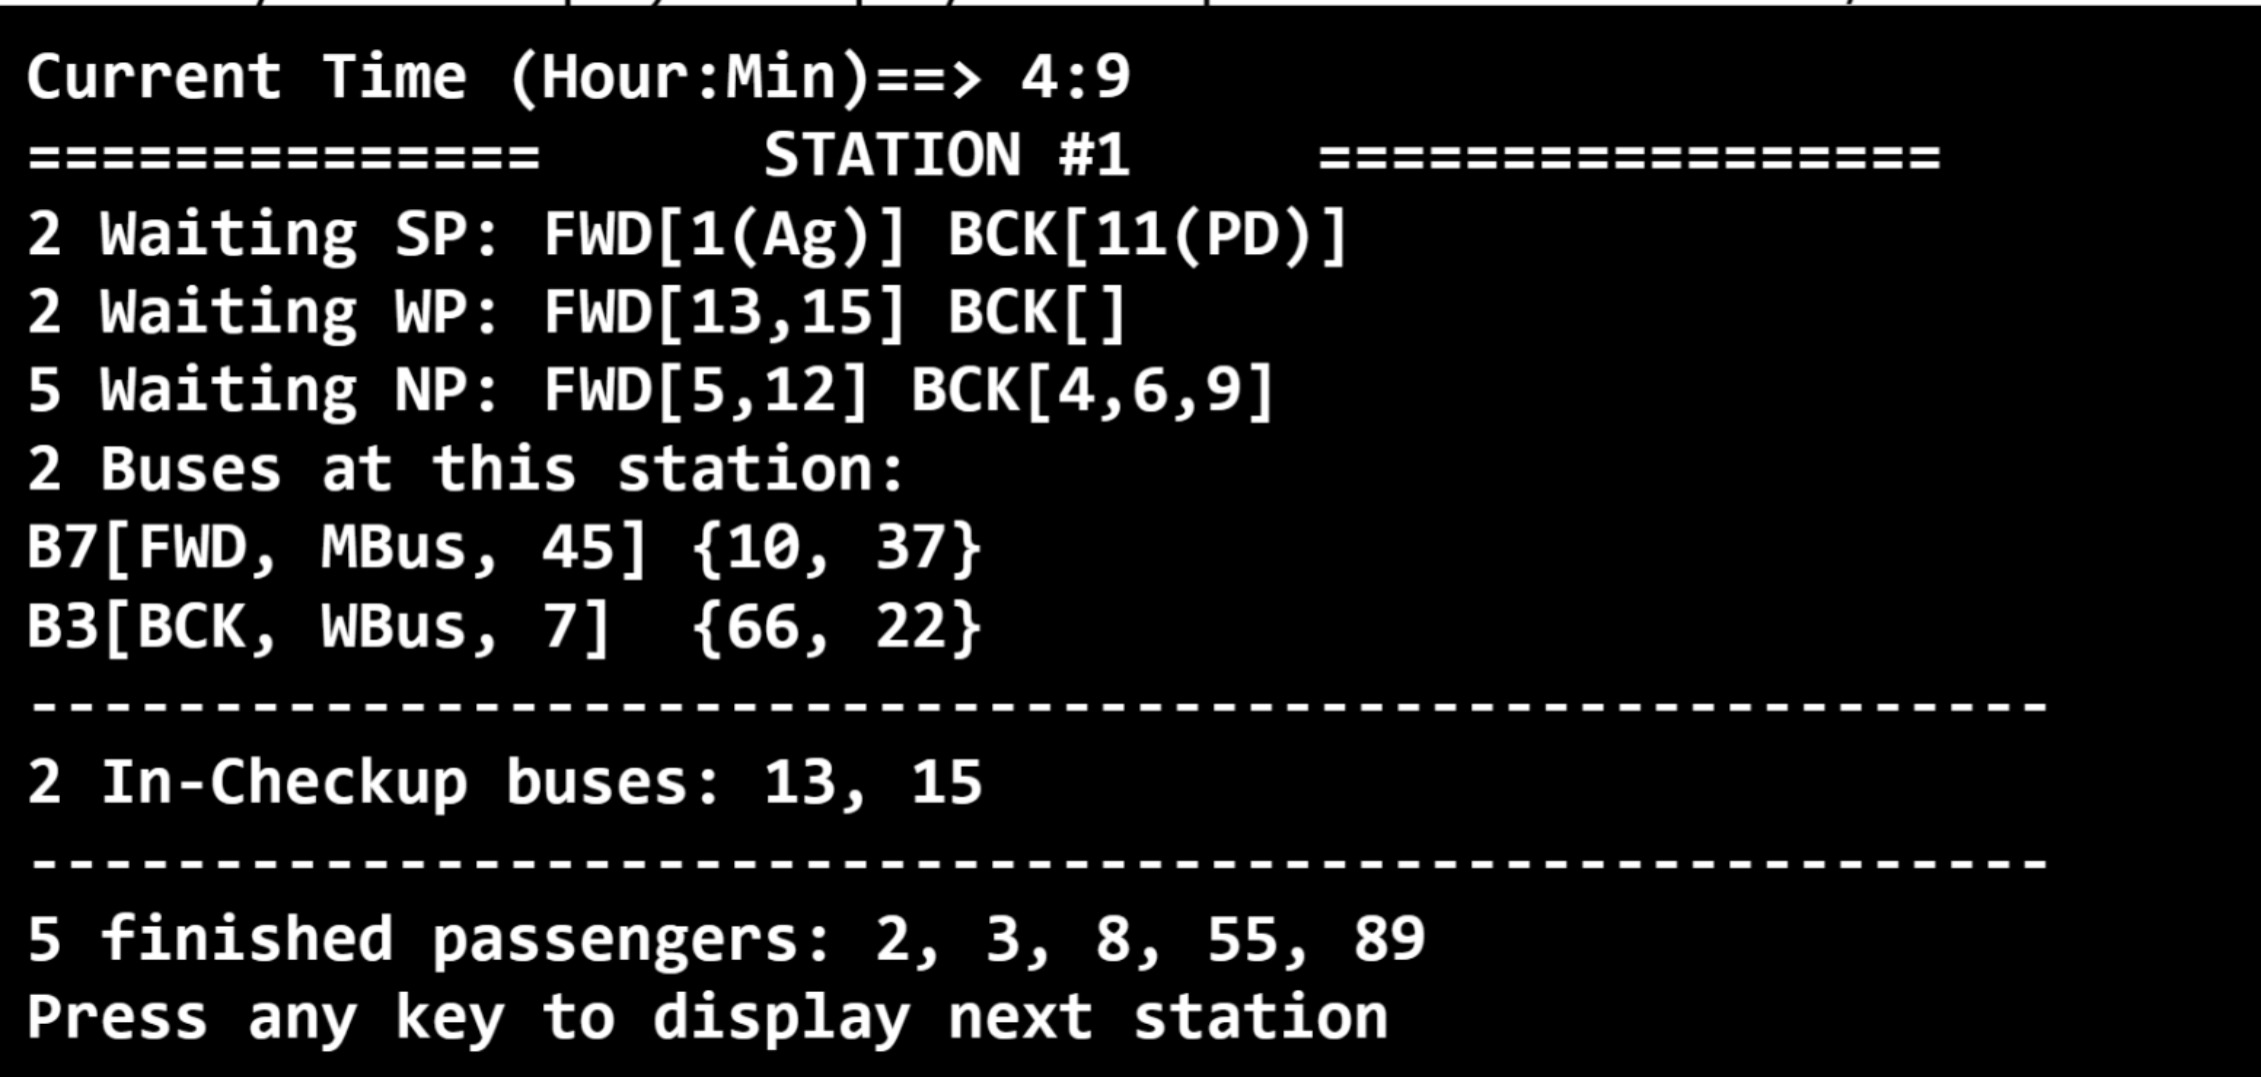 Current Time (Hour:Min)==> 4:9
============== STATION #1 =================
2 Waiting SP: FWD[1(Ag)] BCK[11(PD)]
2 Waiting WP: FWD[13,15] BCK[]
5 Waiting NP: FWD[5,12] BCK[4,6,9]
2 Buses at this station:
B7[FWD, MBus, 45] {10, 37}
B3[BCK, WBus, 7] {66, 22}
-------------------------------------------------------
2 In-Checkup buses: 13, 15
-------------------------------------------------------
5 finished passengers: 2, 3, 8, 55, 89
Press any key to display next station